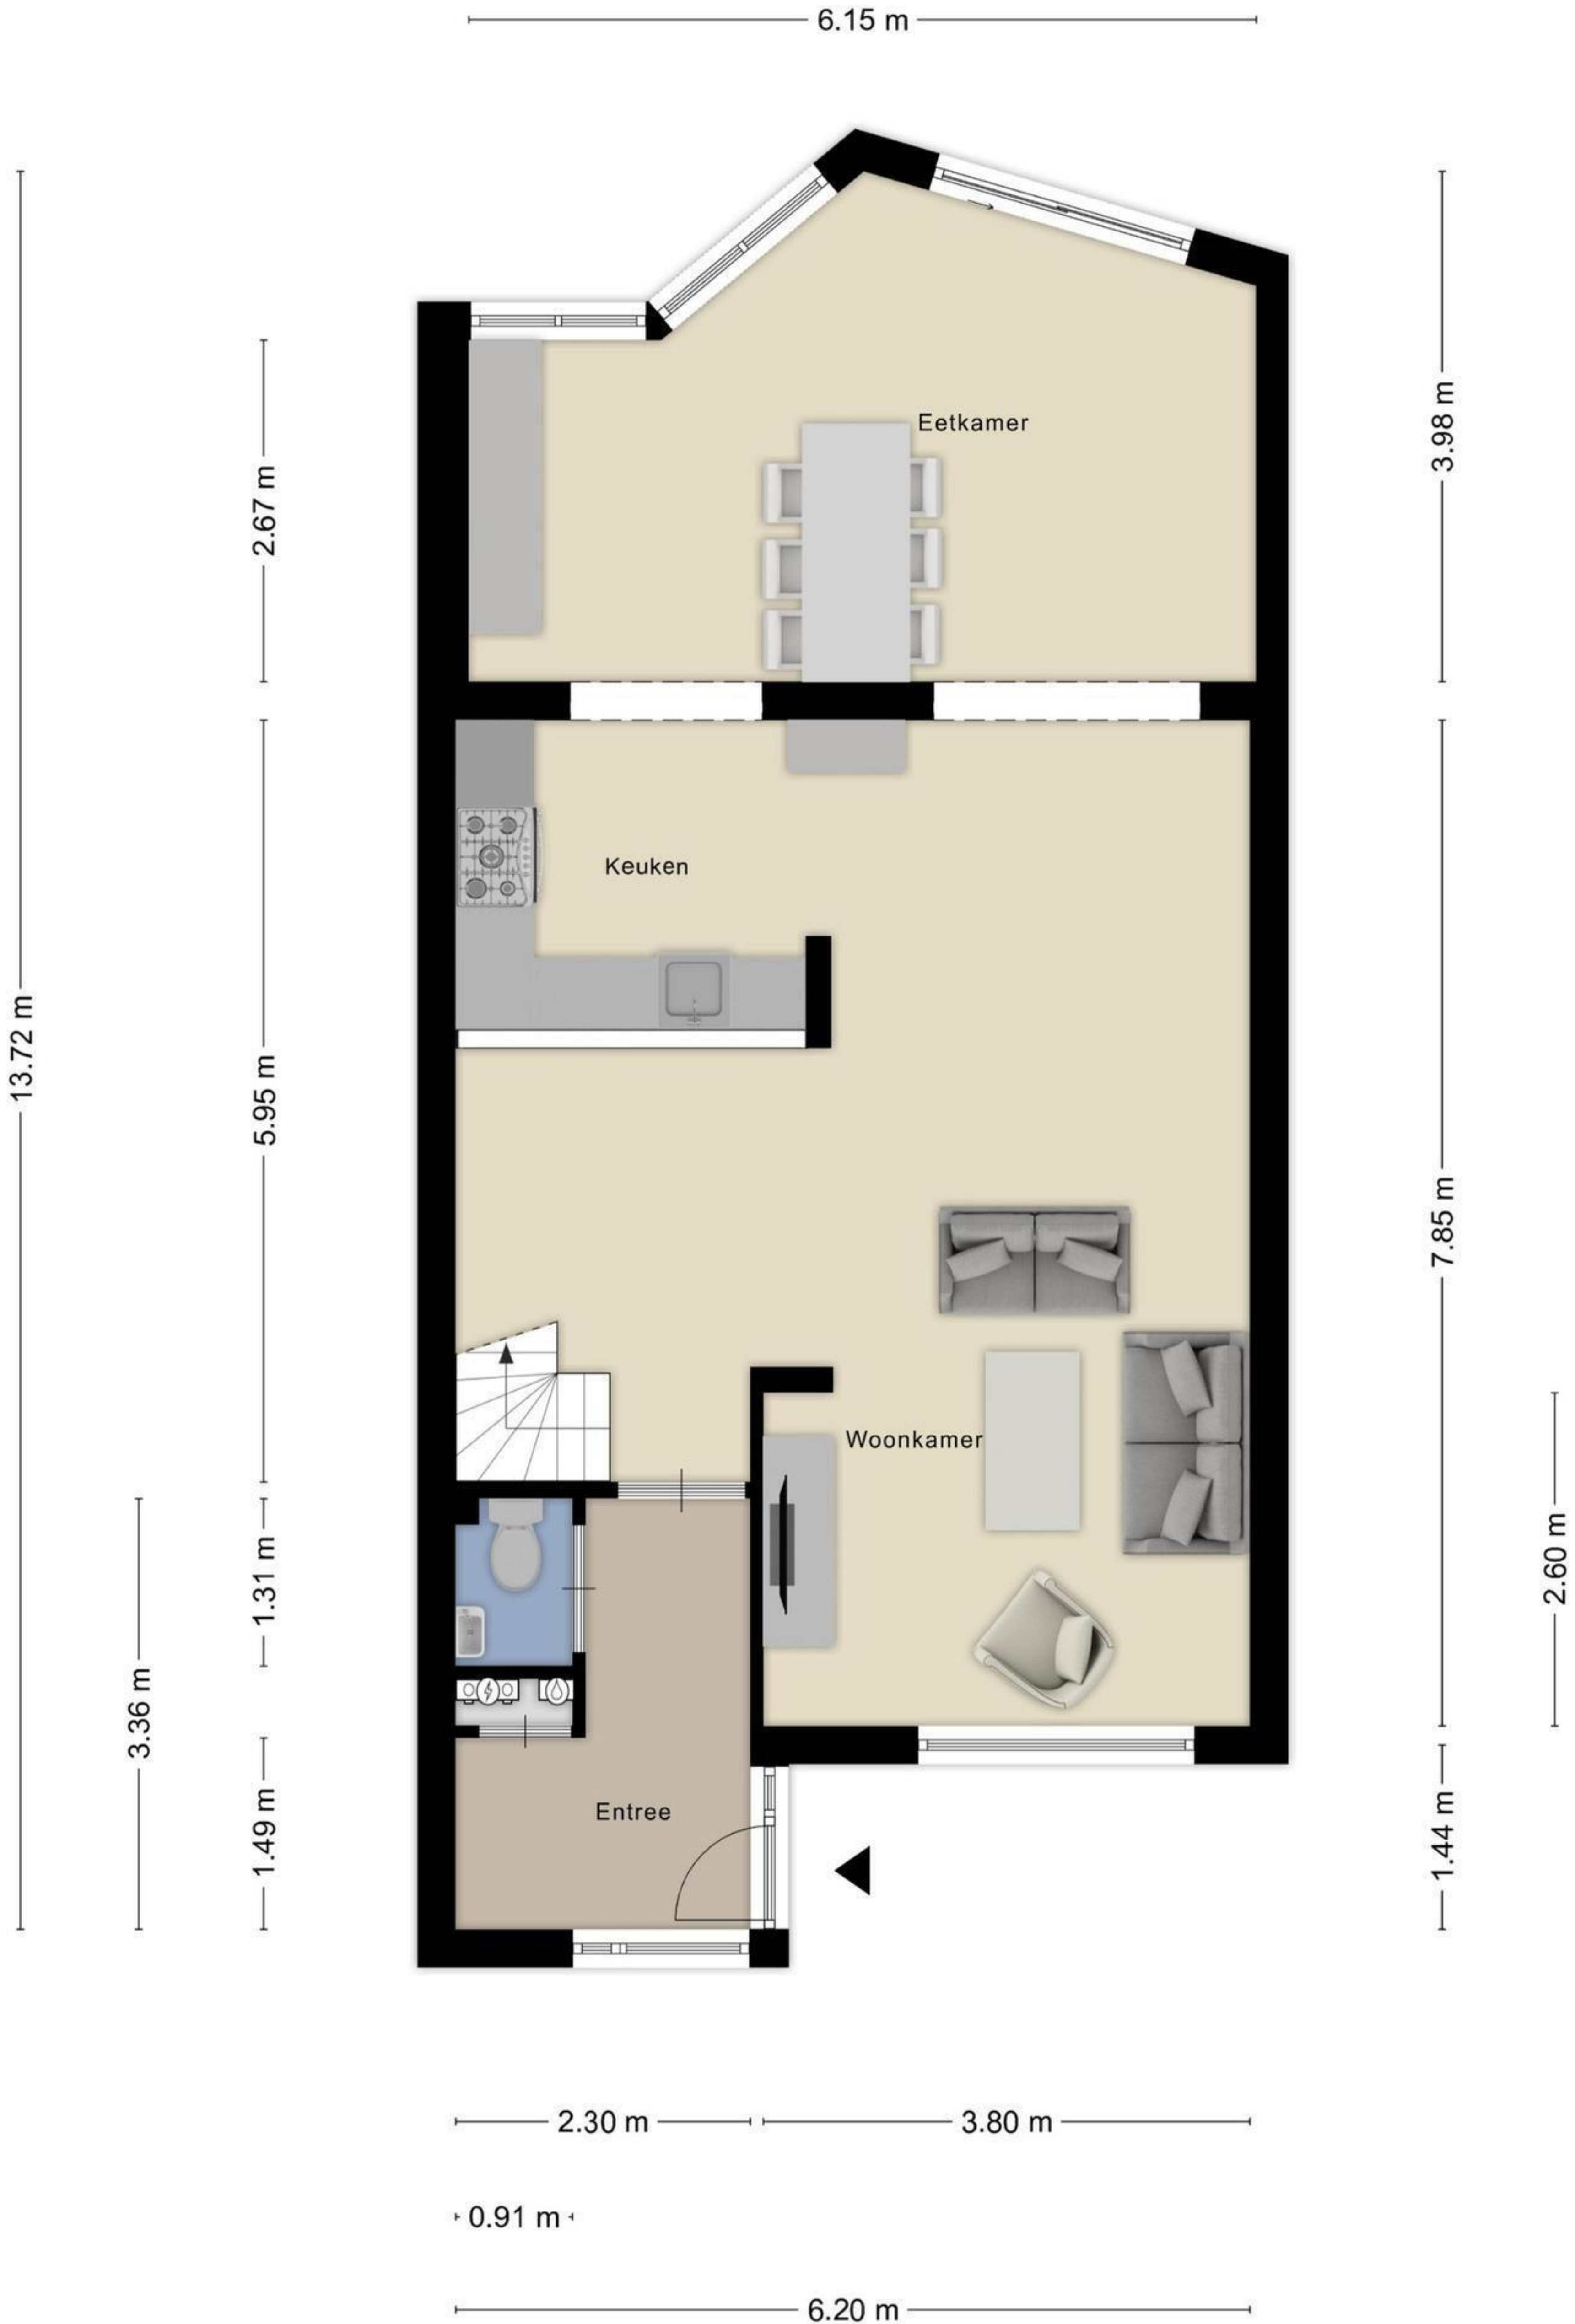 6.15 m
Eetkamer
3.98 m
2.67 m
Keuken
13.72 m
5.95 m
7.85 m
Woonkamer
2.60 m
1.31 m
3.36 m
Entree
1.49 m
1.44 m
2.30 m
3.80 m
0.91 m
6.20 m